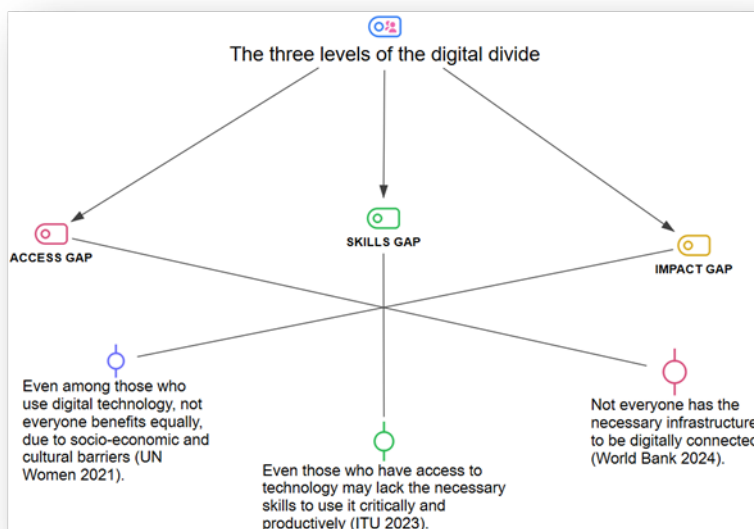 The three levels of the digital divide
ACCESS GAP
SKILLS GAP
IMPACT GAP
Even among those who
use digital technology, not
everyone benefits equally,
due to socio-economic and
cultural barriers (UN
Women 2021).
Even those who have access to
technology may lack the necessary
skills to use it critically and
productively (ITU 2023).
Not everyone has the
necessary infrastructure
to be digitally connected
(World Bank 2024).